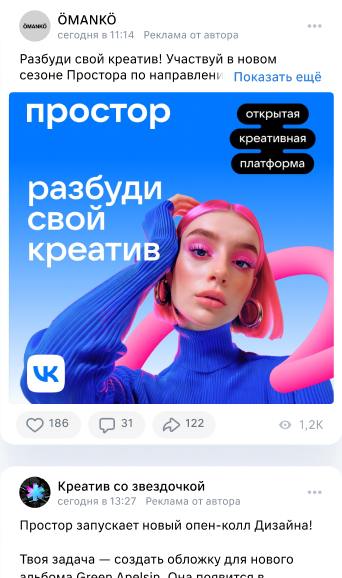 ÖMANKÖ
ÖMANKÖ
сегодня в 11:14 Реклама от автора
Разбуди свой креатив! Участвуй в новом
сезоне Простора по направлени Показать ещё
простор
открытая
креативная
платформа
разбуди
свой
креатив
VK
186 31 122 1,2K
Креатив со звездочкой
сегодня в 13:27 Реклама от автора
Простор запускает новый опен-колл Дизайна!
Твоя задача — создать обложку для нового
альбома Green Apelsin. Она появится в